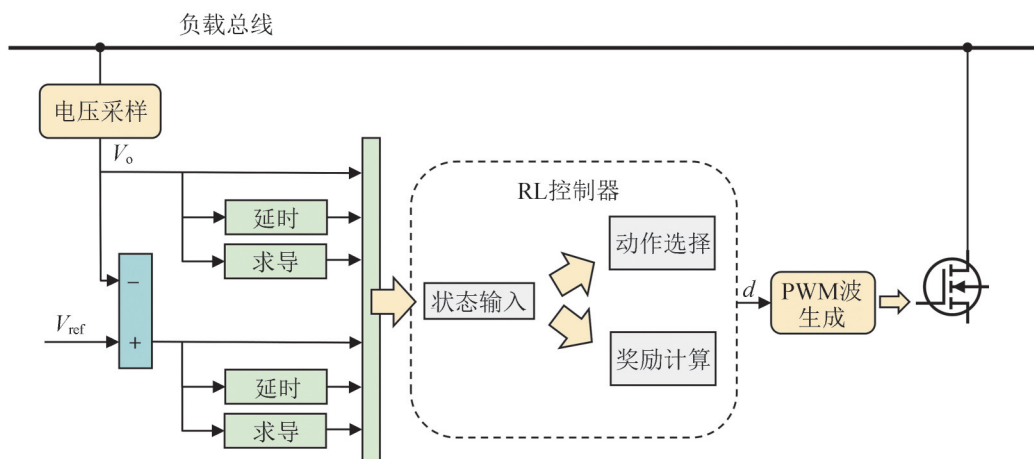 负载总线
电压采样
Vo
延时
求导
−
Vref
+
延时
求导
RL控制器
状态输入
动作选择
奖励计算
d
PWM波
生成